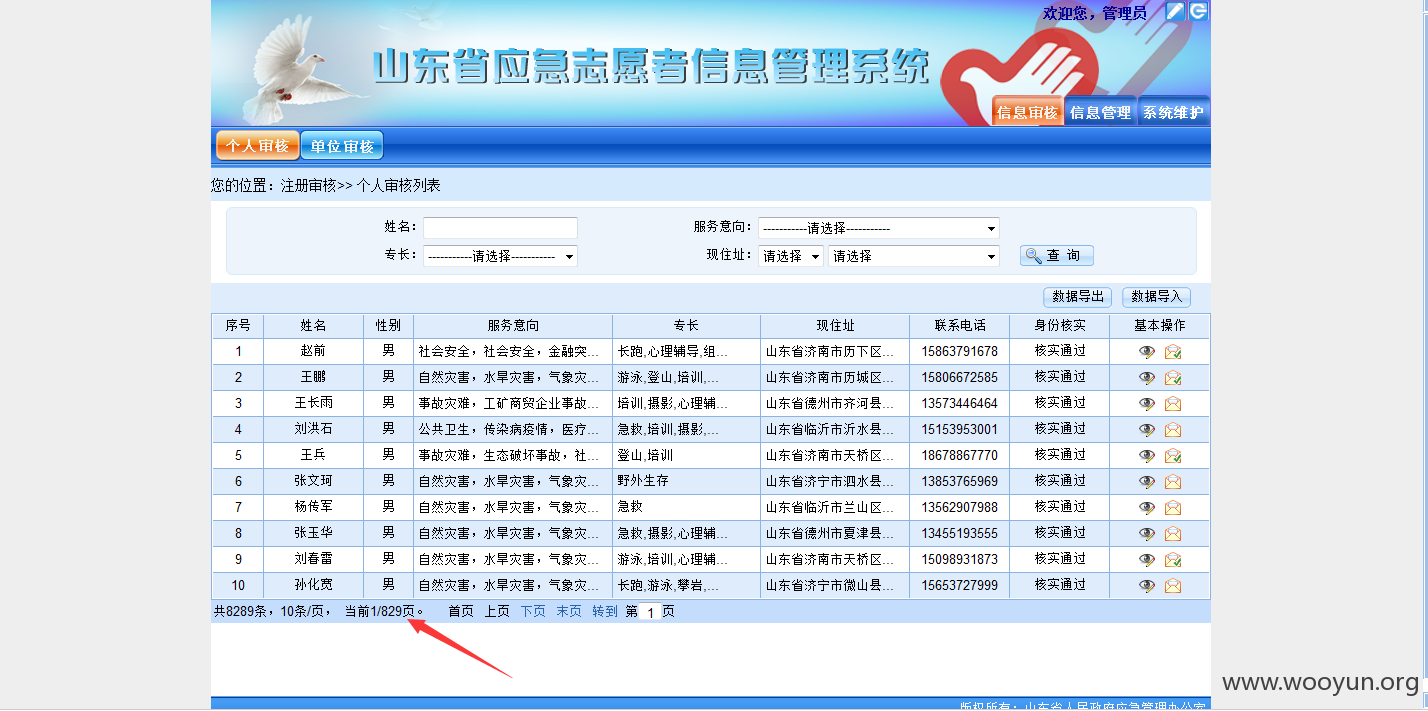 欢迎您，管理员
山东省应急志愿者信息管理系统
信息审核 信息管理 系统维护
个人审核 单位审核
您的位置：注册审核>> 个人审核列表
姓名： 服务意向： -----------请选择-----------
专长： -----------请选择----------- 现住址： 请选择 请选择 查 询
数据导出 数据导入
序号 姓名 性别 服务意向 专长 现住址 联系电话 身份核实 基本操作
1 赵前 男 社会安全，社会安全，金融突... 长跑,心理辅导,组... 山东省济南市历下区... 15863791678 核实通过
2 王鹏 男 自然灾害，水旱灾害，气象灾... 游泳,登山,培训,... 山东省济南市历城区... 15806672585 核实通过
3 王长雨 男 事故灾难，工矿商贸企业事故... 培训,摄影,心理辅... 山东省德州市齐河县... 13573446464 核实通过
4 刘洪石 男 公共卫生，传染病疫情，医疗... 急救,培训,摄影,... 山东省临沂市沂水县... 15153953001 核实通过
5 王兵 男 事故灾难，生态破坏事故，社... 登山,培训 山东省济南市天桥区... 18678867770 核实通过
6 张文珂 男 自然灾害，水旱灾害，气象灾... 野外生存 山东省济宁市泗水县... 13853765969 核实通过
7 杨传军 男 自然灾害，水旱灾害，气象灾... 急救 山东省临沂市兰山区... 13562907988 核实通过
8 张玉华 男 自然灾害，水旱灾害，气象灾... 急救,摄影,心理辅... 山东省德州市夏津县... 13455193555 核实通过
9 刘春雷 男 自然灾害，水旱灾害，气象灾... 游泳,培训,心理辅... 山东省济南市天桥区... 15098931873 核实通过
10 孙化宽 男 自然灾害，水旱灾害，气象灾... 长跑,游泳,攀岩,... 山东省济宁市微山县... 15653727999 核实通过
共8289条，10条/页， 当前1/829页。 首页 上页 下页 末页 转到 第 1 页
www.wooyun.org
版权所有：山东省人民政府应急管理办公室